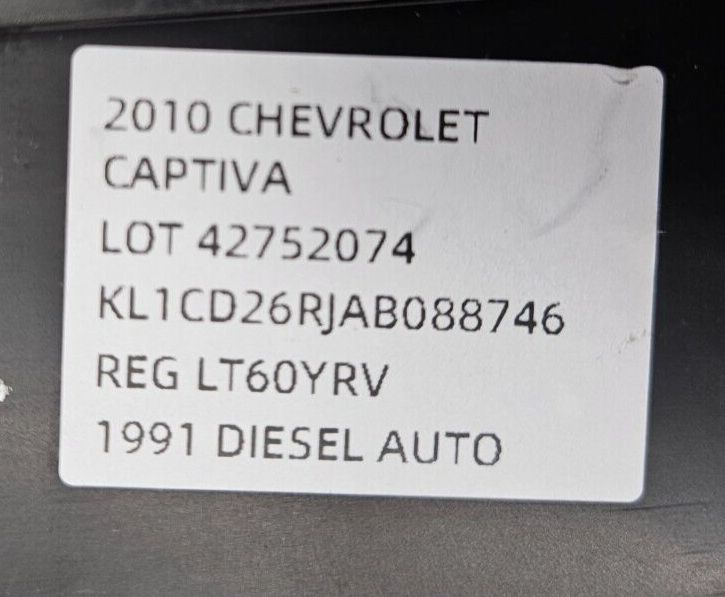 2010 CHEVROLET
CAPTIVA
LOT 42752074
KL1CD26RJAB088746
REG LT60YRV
1991 DIESEL AUTO